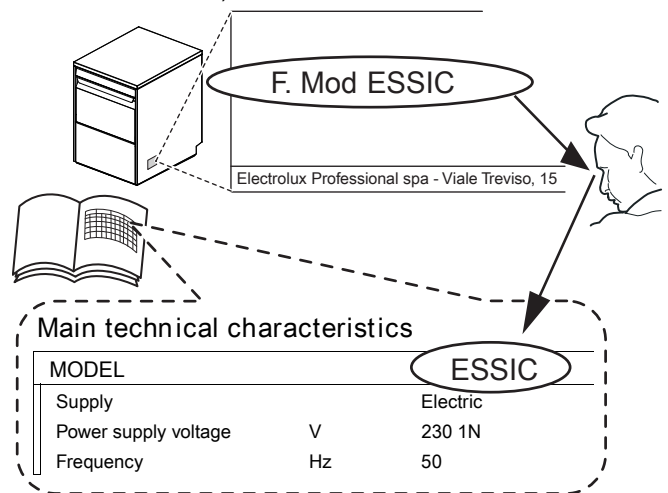 F. Mod ESSIC
Electrolux Professional spa - Viale Treviso, 15
Main technical characteristics
MODEL ESSIC
Supply Electric
Power supply voltage V 230 1N
Frequency Hz 50